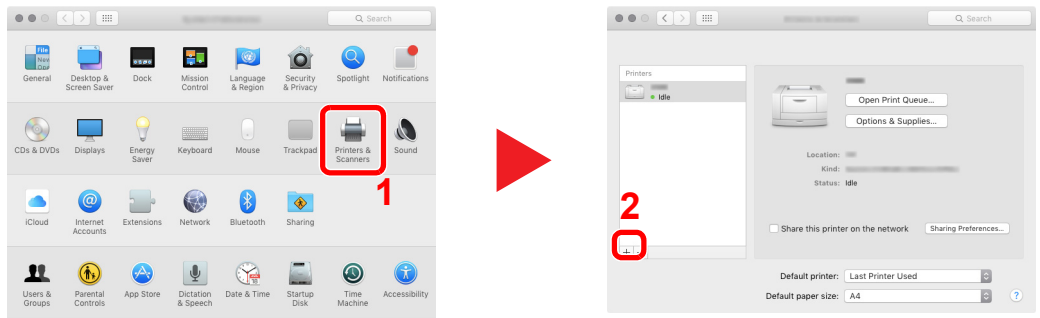 Search
General
Desktop &
Screen Saver
Dock
Mission
Control
Language
& Region
Security
& Privacy
Spotlight
Notifications
CDs & DVDs
Displays
Energy
Saver
Keyboard
Mouse
Trackpad
Printers &
Scanners
Sound
1
iCloud
Internet
Accounts
Extensions
Network
Bluetooth
Sharing
Users &
Groups
Parental
Controls
App Store
Dictation
& Speech
Date & Time
Startup
Disk
Time
Machine
Accessibility
Search
Printers
Idle
Open Print Queue...
Options & Supplies...
Location:
Kind:
Status: Idle
2
+ -
Share this printer on the network
Sharing Preferences...
Default printer: Last Printer Used
Default paper size: A4
?